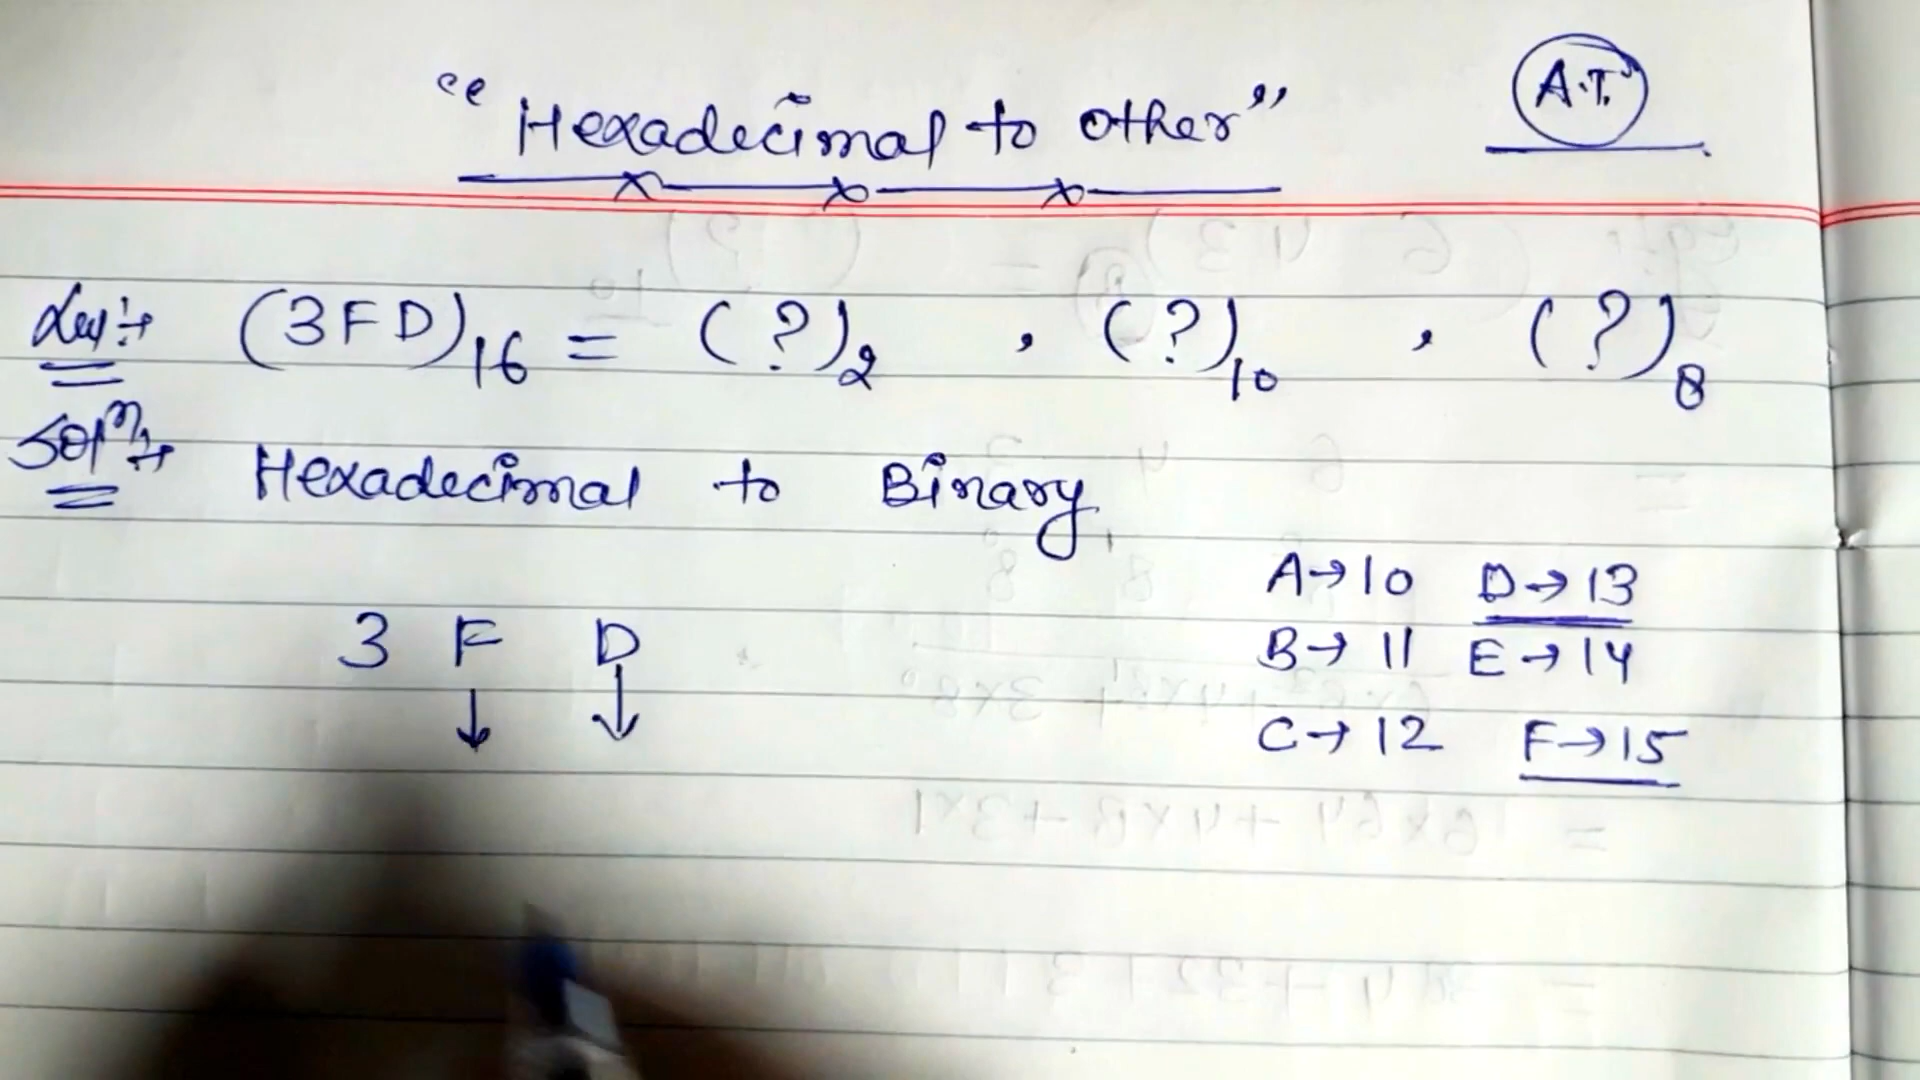 "Hexadecimal to other"
A.T.
(3FD)16 = (?)2 , (?)10 , (?)8
Soln:→ Hexadecimal to Binary
A→10 D→13
3 F D
B→11 E→14
↓ ↓
C→12 F→15